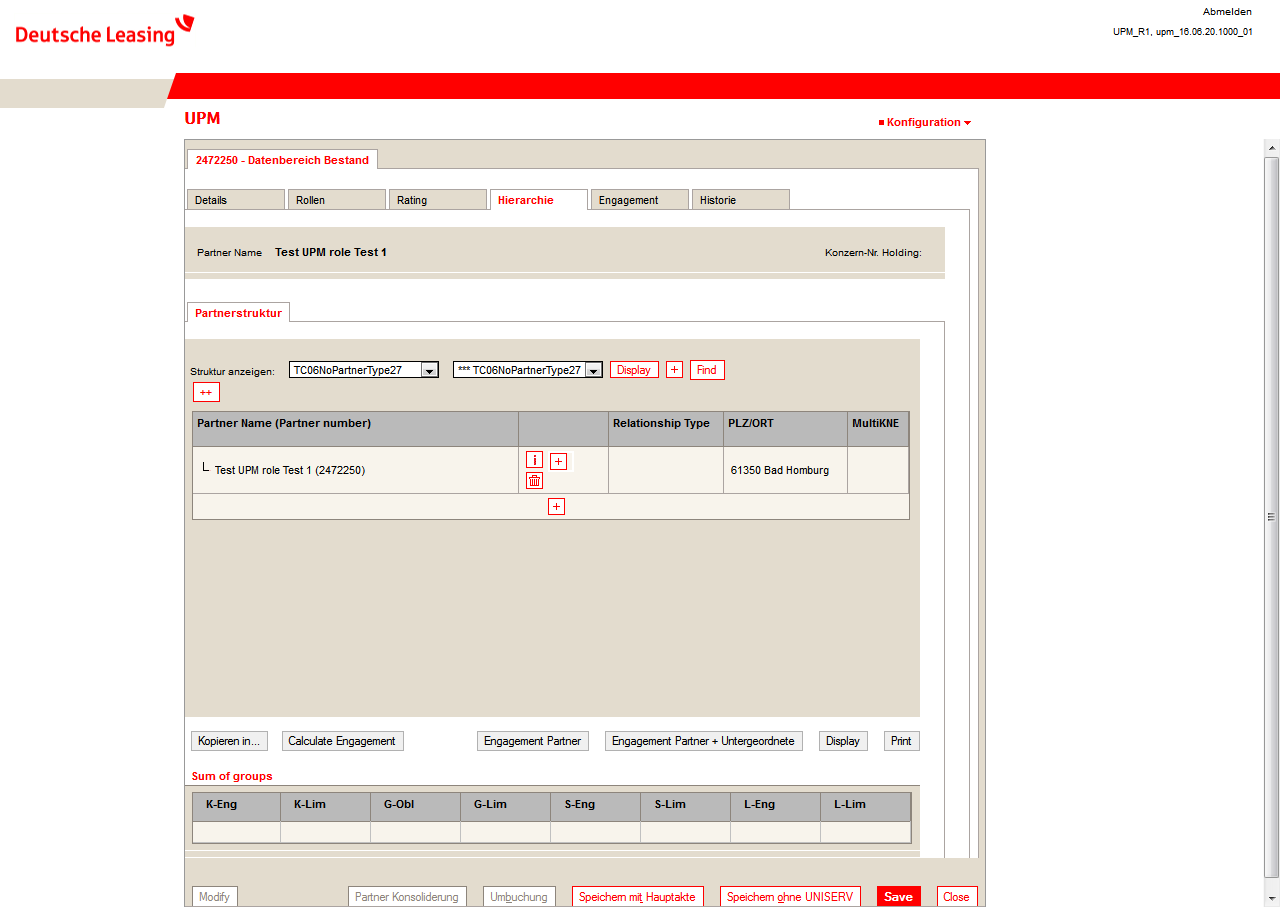 Deutsche Leasing
Abmelden
UPM_R1, upm_16.06.20.1000_01
UPM
Konfiguration
2472250 - Datenbereich Bestand
Details Rollen Rating Hierarchie Engagement Historie
Partner Name Test UPM role Test 1 Konzern-Nr. Holding:
Partnerstruktur
Struktur anzeigen: TC06NoPartnerType27 *** TC06NoPartnerType27 Display + Find
++
Partner Name (Partner number) Relationship Type PLZ/ORT MultiKNE
Test UPM role Test 1 (2472250) i + 61350 Bad Homburg
+
Kopieren in... Calculate Engagement Engagement Partner Engagement Partner + Untergeordnete Display Print
Sum of groups
K-Eng K-Lim G-Obl G-Lim S-Eng S-Lim L-Eng L-Lim
Modify Partner Konsolidierung Umbuchung Speichern mit Hauptakte Speichern ohne UNISERV Save Close